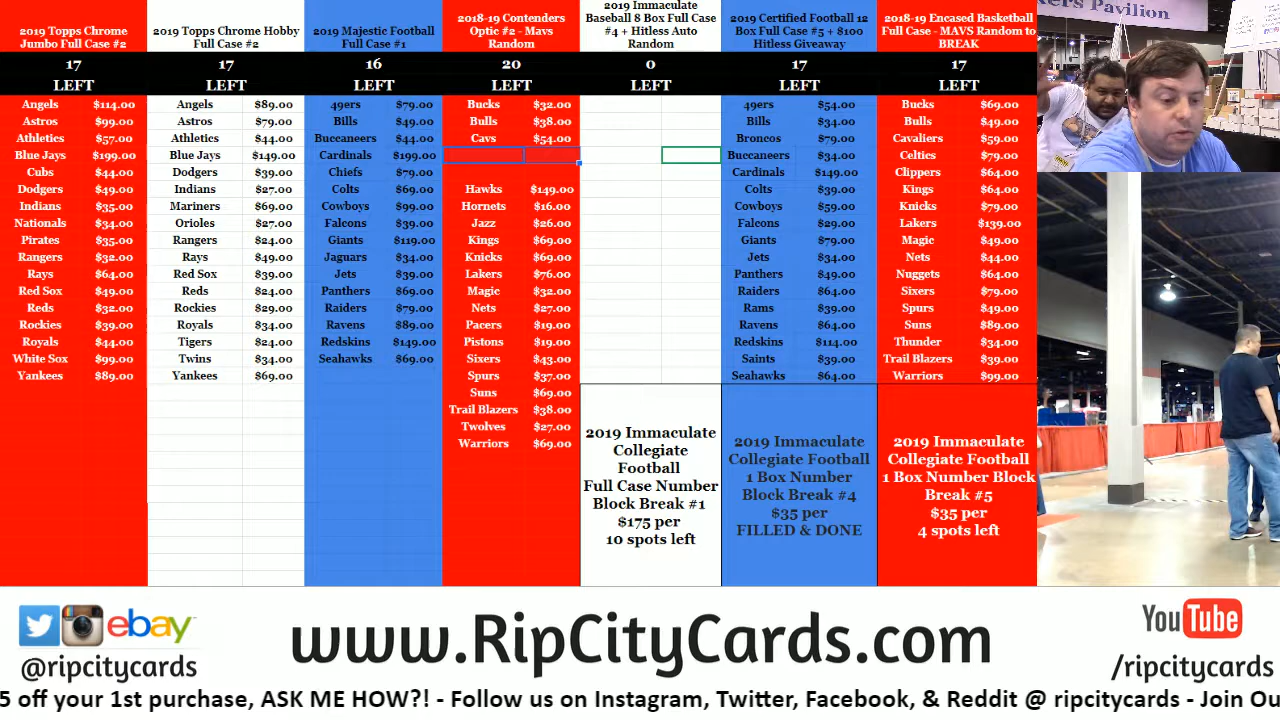 2019 Topps Chrome
Jumbo Full Case #2
17
LEFT
Angels $114.00
Astros $99.00
Athletics $57.00
Blue Jays $199.00
Cubs $44.00
Dodgers $49.00
Indians $35.00
Nationals $34.00
Pirates $35.00
Rangers $32.00
Rays $64.00
Red Sox $49.00
Reds $32.00
Rockies $39.00
Royals $44.00
White Sox $99.00
Yankees $89.00
2019 Topps Chrome Hobby
Full Case #2
17
LEFT
Angels $89.00
Astros $79.00
Athletics $44.00
Blue Jays $149.00
Dodgers $39.00
Indians $27.00
Mariners $69.00
Orioles $27.00
Rangers $24.00
Rays $49.00
Red Sox $39.00
Reds $24.00
Rockies $29.00
Royals $34.00
Tigers $24.00
Twins $34.00
Yankees $69.00
2019 Majestic Football
Full Case #1
16
LEFT
49ers $79.00
Bills $49.00
Buccaneers $44.00
Cardinals $199.00
Chiefs $79.00
Colts $69.00
Cowboys $99.00
Falcons $39.00
Giants $119.00
Jaguars $34.00
Jets $39.00
Panthers $69.00
Raiders $79.00
Ravens $89.00
Redskins $149.00
Seahawks $69.00
2018-19 Contenders
Optic #2 - Mavs
Random
20
LEFT
Bucks $32.00
Bulls $38.00
Cavs $54.00
Hawks $149.00
Hornets $16.00
Jazz $26.00
Kings $69.00
Knicks $69.00
Lakers $76.00
Magic $32.00
Nets $27.00
Pacers $19.00
Pistons $19.00
Sixers $43.00
Spurs $37.00
Suns $69.00
Trail Blazers $38.00
Twolves $27.00
Warriors $69.00
2019 Immaculate
Baseball 8 Box Full Case
#4 + Hitless Auto
Random
0
LEFT
2019 Immaculate
Collegiate
Football
Full Case Number
Block Break #1
$175 per
10 spots left
2019 Certified Football 12
Box Full Case #5 + $100
Hitless Giveaway
17
LEFT
49ers $54.00
Bills $34.00
Broncos $79.00
Buccaneers $34.00
Cardinals $149.00
Colts $39.00
Cowboys $59.00
Falcons $29.00
Giants $79.00
Jets $34.00
Panthers $49.00
Raiders $64.00
Rams $39.00
Ravens $64.00
Redskins $114.00
Saints $39.00
Seahawks $64.00
2019 Immaculate
Collegiate Football
1 Box Number
Block Break #4
$35 per
FILLED & DONE
2018-19 Encased Basketball
Full Case - MAVS Random to
BREAK
17
LEFT
Bucks $69.00
Bulls $49.00
Cavaliers $59.00
Celtics $79.00
Clippers $64.00
Kings $64.00
Knicks $79.00
Lakers $139.00
Magic $49.00
Nets $44.00
Nuggets $64.00
Sixers $79.00
Spurs $49.00
Suns $89.00
Thunder $34.00
Trail Blazers $39.00
Warriors $99.00
2019 Immaculate
Collegiate Football
1 Box Number Block
Break #5
$35 per
4 spots left
Pavilion
ebay
@ripcitycards
www.RipCityCards.com
YouTube
/ripcitycards
5 off your 1st purchase, ASK ME HOW?! - Follow us on Instagram, Twitter, Facebook, & Reddit @ ripcitycards - Join Ou